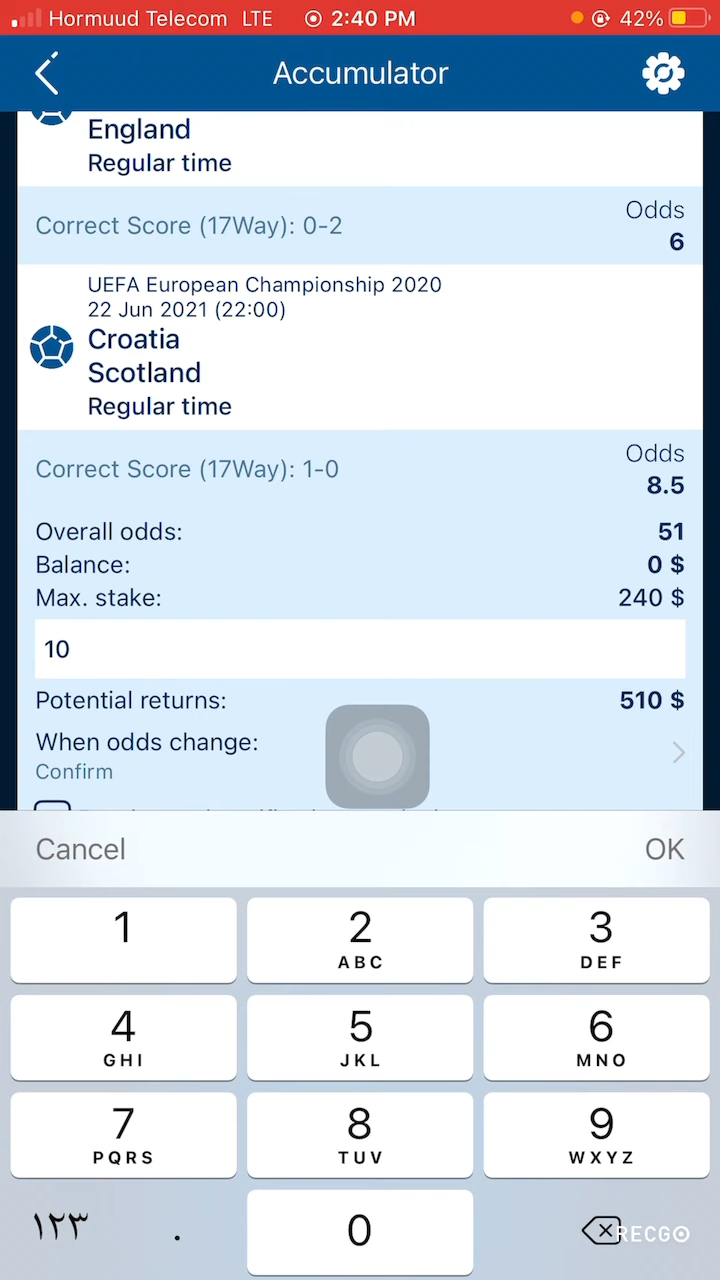 Hormuud Telecom LTE 2:40 PM 42%
Accumulator
England
Regular time
Correct Score (17Way): 0-2
Odds
6
UEFA European Championship 2020
22 Jun 2021 (22:00)
Croatia
Scotland
Regular time
Correct Score (17Way): 1-0
Odds
8.5
Overall odds: 51
Balance: 0 $
Max. stake: 240 $
10
Potential returns: 510 $
When odds change:
Confirm
Cancel OK
1 2 3
ABC DEF
4 5 6
GHI JKL MNO
7 8 9
PQRS TUV WXYZ
١٢٣ . 0
RECGO